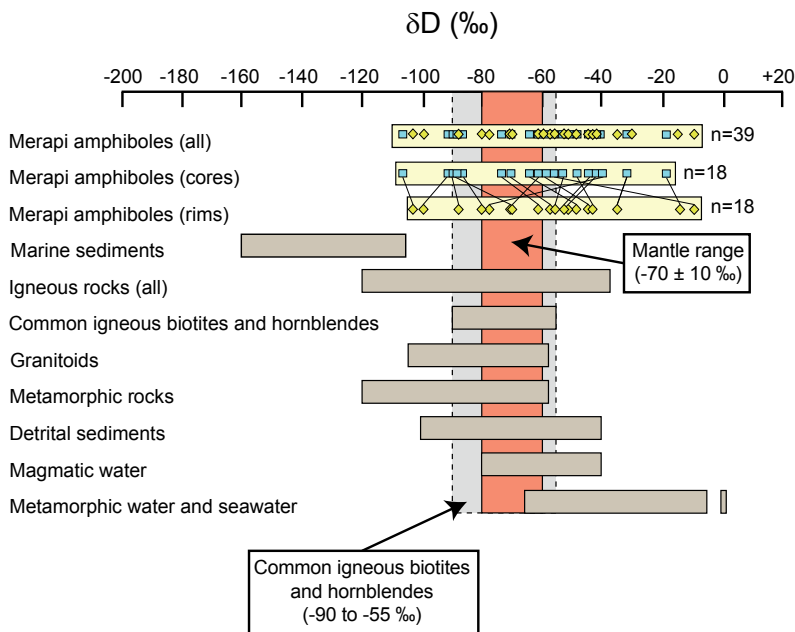 δD (‰)
-200 -160 -140 -120 -100 -80 -60 -40 -20 0 +20
Merapi amphiboles (all) n=39
Merapi amphiboles (cores) n=18
Merapi amphiboles (rims) n=18
Marine sediments
Mantle range
(-70 ± 10 ‰)
Igneous rocks (all)
Common igneous biotites and hornblendes
Granitoids
Metamorphic rocks
Detrital sediments
Magmatic water
Metamorphic water and seawater
Common igneous biotites
and hornblendes
(-90 to -55 ‰)